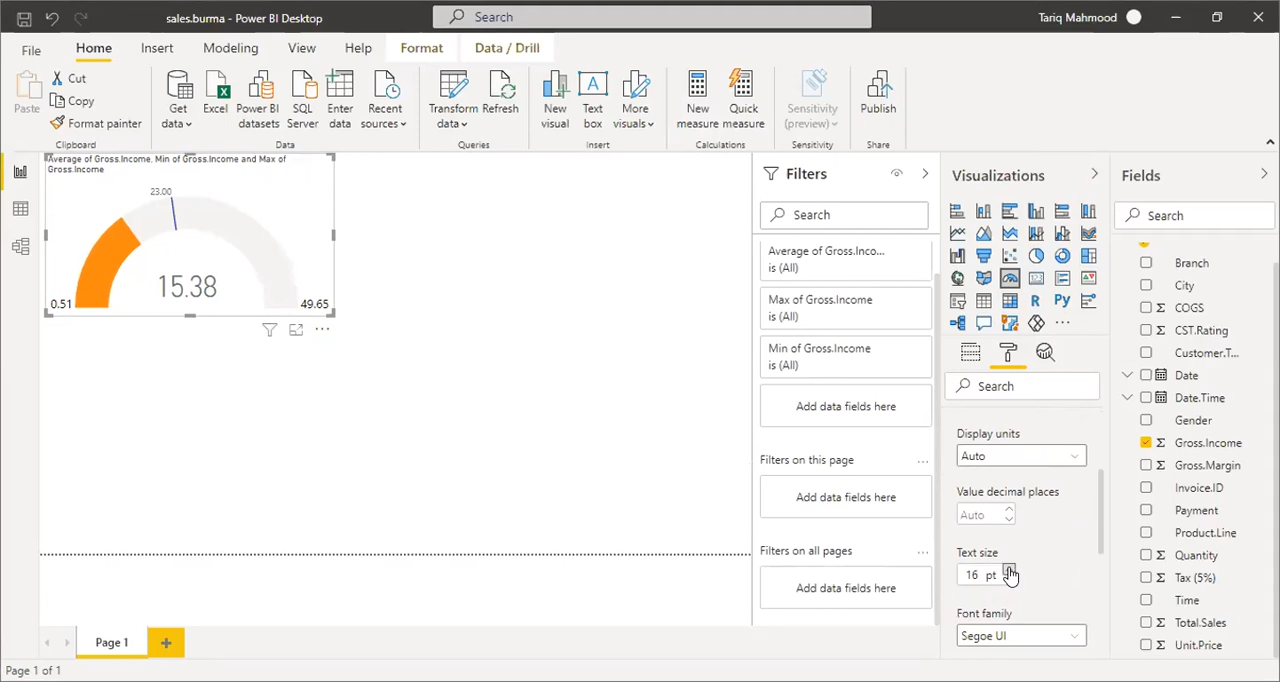 sales.burma - Power BI Desktop
Search
Tariq Mahmood
File
Home
Insert
Modeling
View
Help
Format
Data / Drill
Paste
Cut
Copy
Format painter
Clipboard
Get data
Excel
Power BI datasets
SQL Server
Enter data
Recent sources
Data
Transform data
Refresh
Queries
New visual
Text box
More visuals
Insert
New measure
Quick measure
Calculations
Sensitivity (preview)
Sensitivity
Publish
Share
Average of Gross.Income, Min of Gross.Income and Max of
Gross.Income
23.00
15.38
0.51
49.65
Filters
Search
Average of Gross.Inco...
is (All)
Max of Gross.Income
is (All)
Min of Gross.Income
is (All)
Add data fields here
Filters on this page
Add data fields here
Filters on all pages
Add data fields here
Visualizations
R
Py
Search
Display units
Auto
Value decimal places
Auto
Text size
16 pt
Font family
Segoe UI
Fields
Search
Branch
City
COGS
CST.Rating
Customer.T...
Date
Date.Time
Gender
Gross.Income
Gross.Margin
Invoice.ID
Payment
Product.Line
Quantity
Tax (5%)
Time
Total.Sales
Unit.Price
Page 1
Page 1 of 1